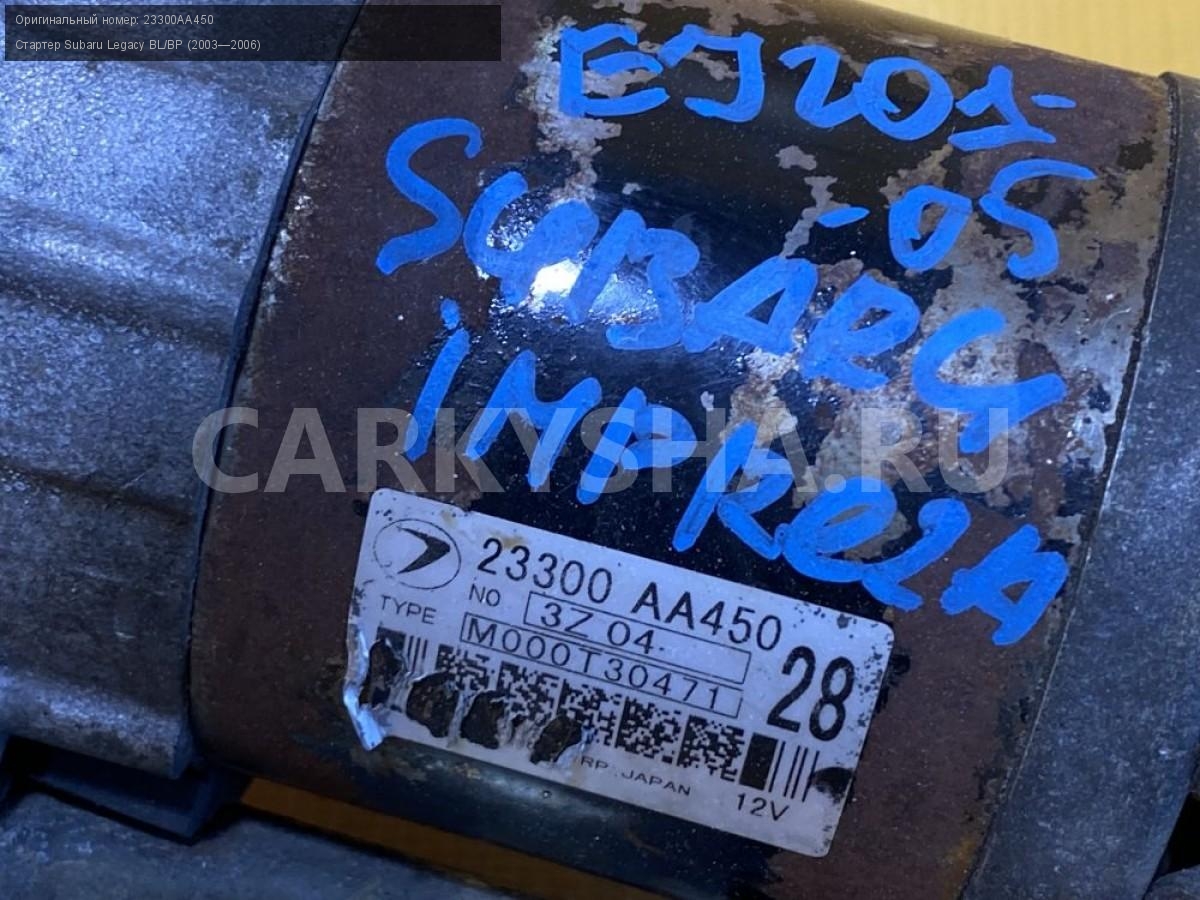 Оригинальный номер: 23300AA450
Стартер Subaru Legacy BL/BP (2003—2006)
EJ201-
-05
SUBARU
iMPReZA
CARKYSHA.RU
23300 AA450
NO 3Z 04-
TYPE M000T30471
28
RP. JAPAN
12V